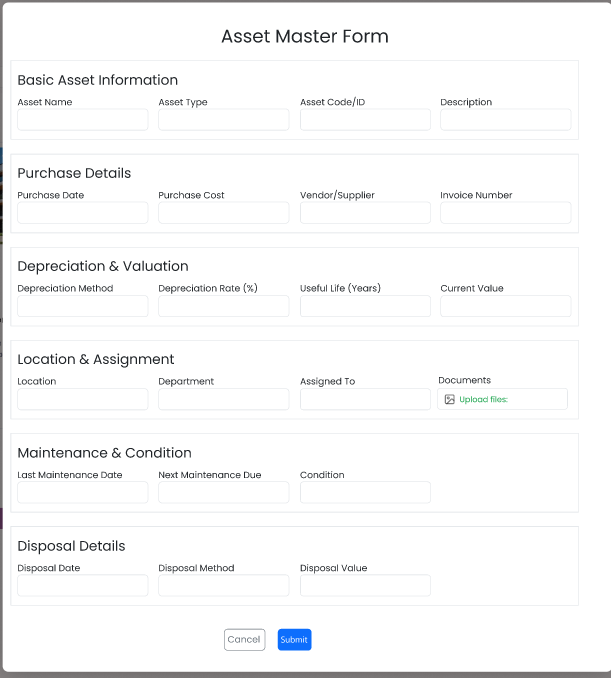 Asset Master Form
Basic Asset Information
Asset Name Asset Type Asset Code/ID Description
Purchase Details
Purchase Date Purchase Cost Vendor/Supplier Invoice Number
Depreciation & Valuation
Depreciation Method Depreciation Rate (%) Useful Life (Years) Current Value
Location & Assignment
Location Department Assigned To Documents
Upload files:
Maintenance & Condition
Last Maintenance Date Next Maintenance Due Condition
Disposal Details
Disposal Date Disposal Method Disposal Value
Cancel Submit